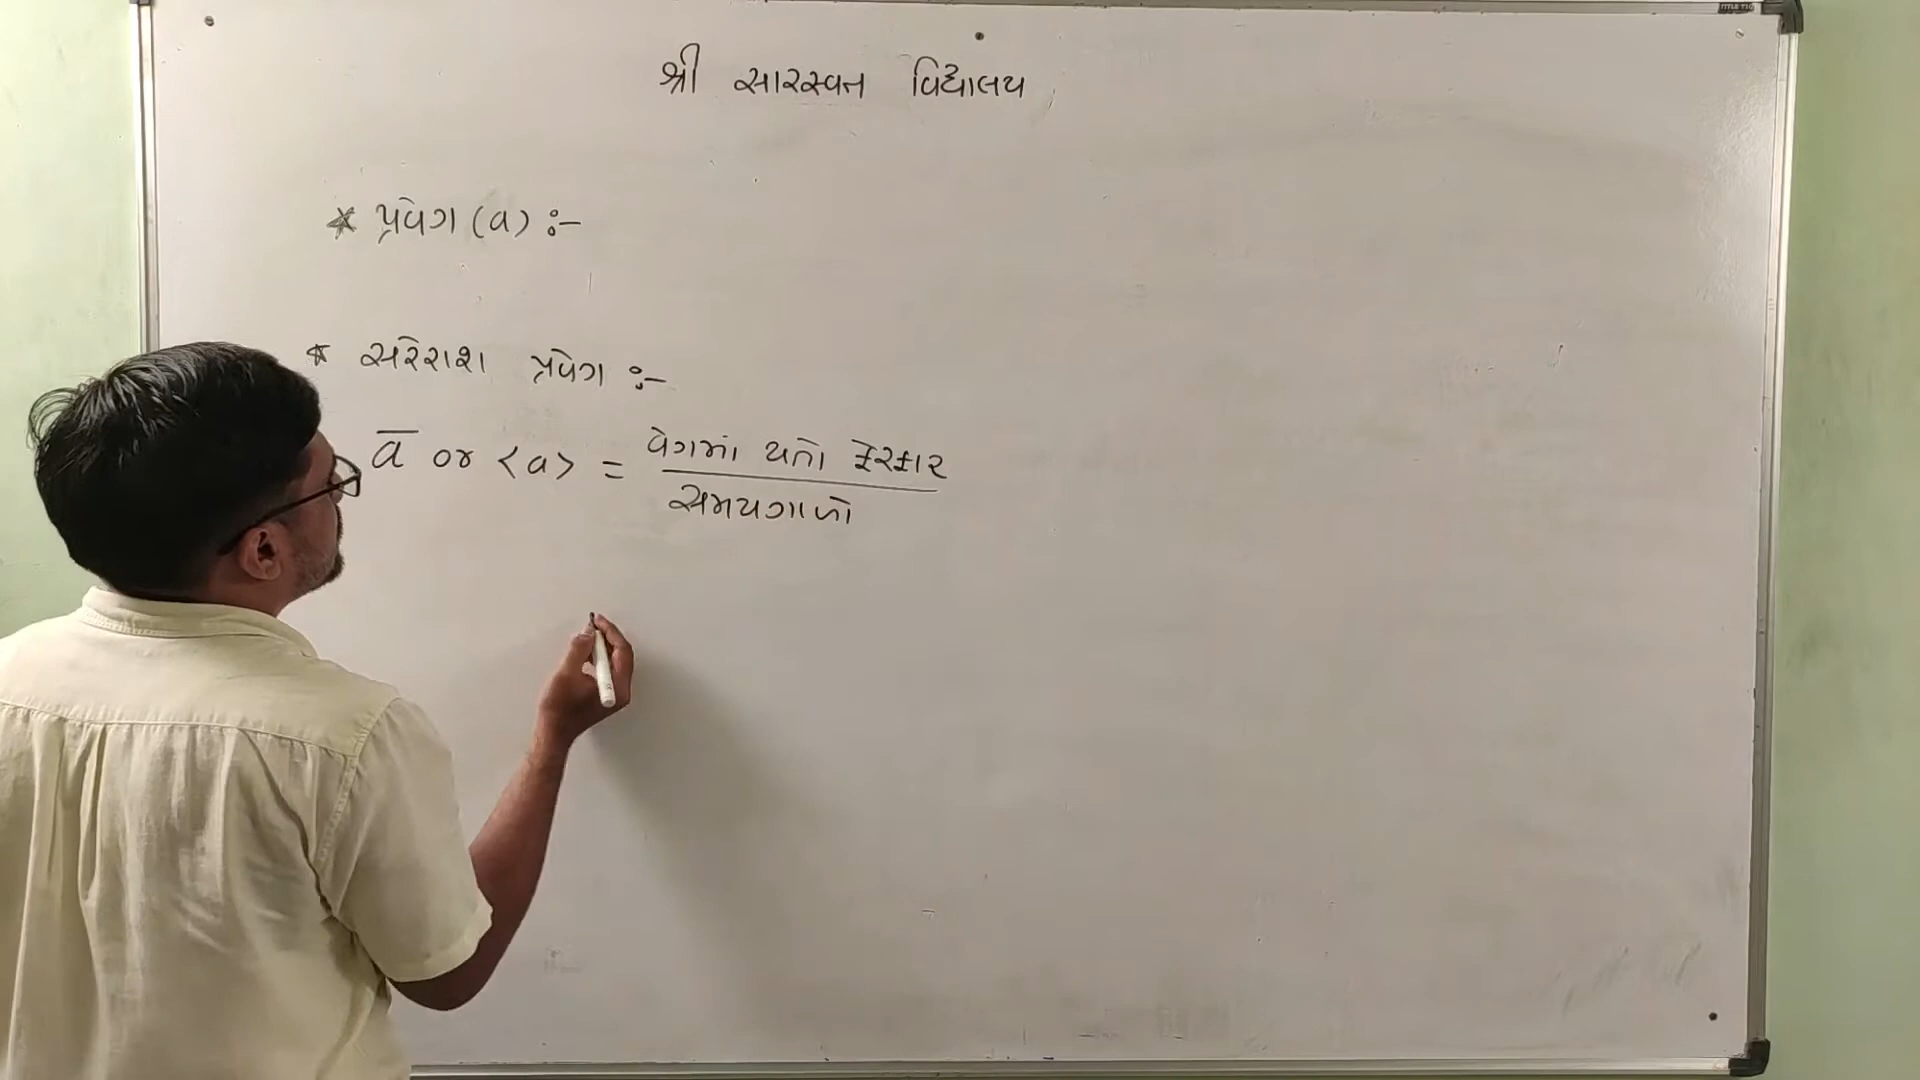 શ્રી સારસ્વત વિદ્યાલય
* પ્રવેગ (a) :-
* સરેરાશ પ્રવેગ :-
a̅ or <a> = વેગમાં થતો ફેરફાર
સમયગાળો